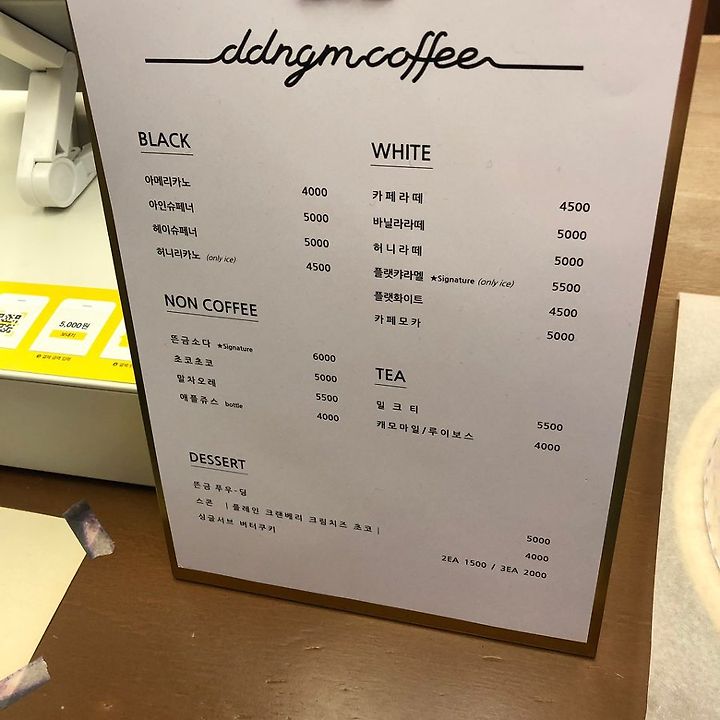 ddngmcoffee
BLACK
아메리카노 4000
아인슈페너 5000
헤이슈페너 5000
허니리카노 (only ice) 4500
NON COFFEE
뜬금소다 ★Signature 6000
초코초코 5000
말차오레 5500
애플쥬스 bottle 4000
WHITE
카페라떼 4500
바닐라라떼 5000
허니라떼 5000
플랫캬라멜 ★Signature (only ice) 5500
플랫화이트 4500
카페모카 5000
TEA
밀크티 5500
캐모마일/루이보스 4000
DESSERT
뜬금푸우-딩 5000
스콘 | 플레인 크랜베리 크림치즈 초코 | 4000
싱글서브 버터쿠키 2EA 1500 / 3EA 2000
5,000원
보내기